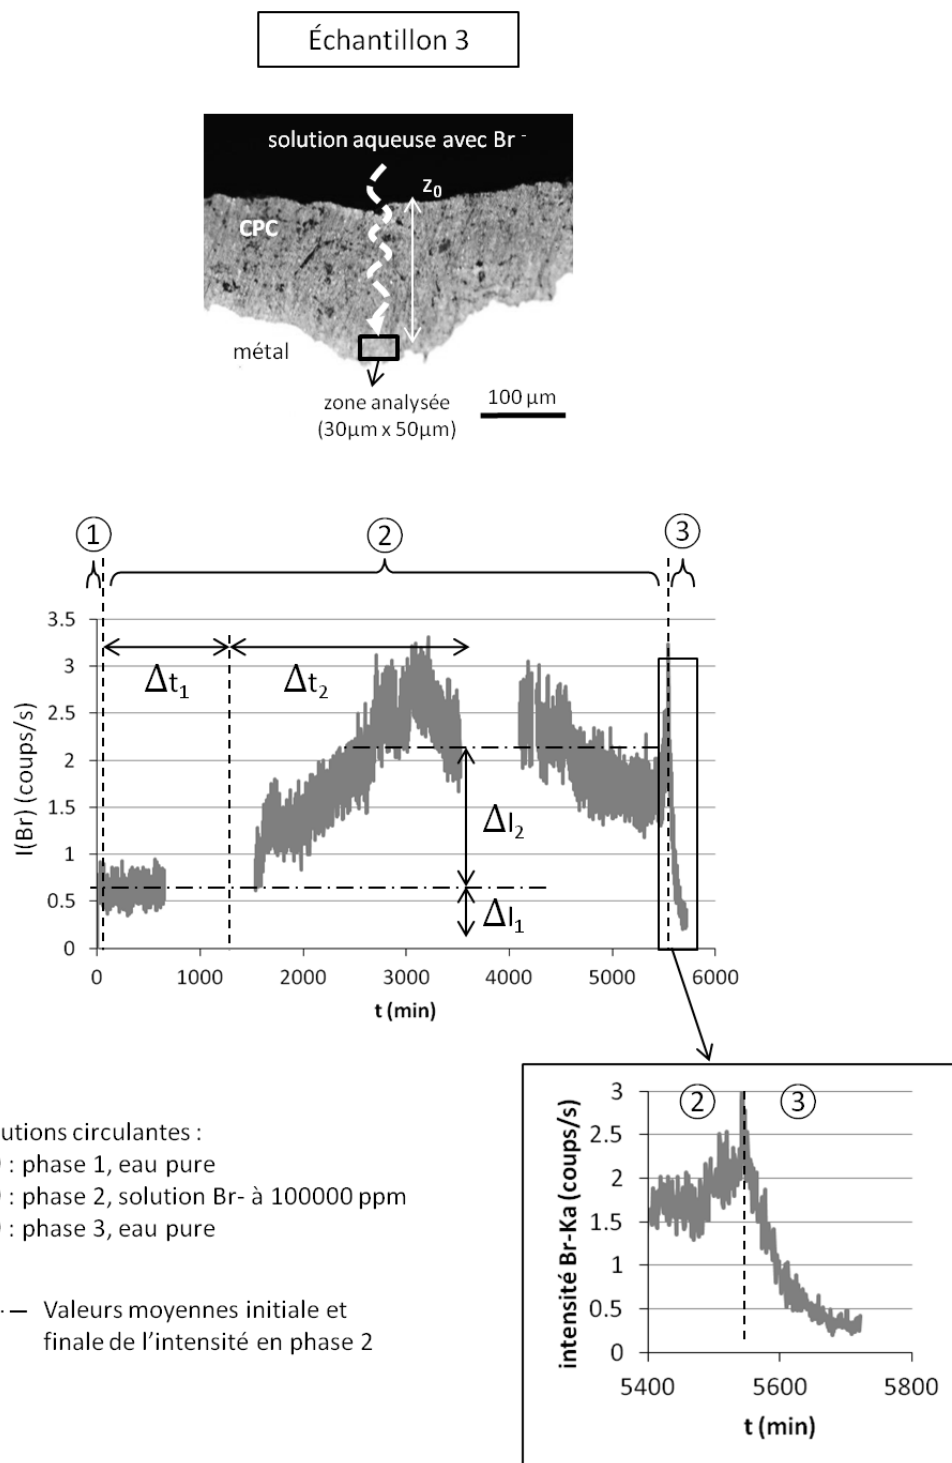 Échantillon 3
solution aqueuse avec Br -
z0
CPC
métal
zone analysée
(30µm x 50µm)
100 µm
1
2
3
3.5
3
2.5
2
1.5
1
0.5
0
I(Br) (coups/s)
Δt1
Δt2
ΔI2
ΔI1
0 1000 2000 3000 4000 5000 6000
t (min)
utions circulantes :
) : phase 1, eau pure
) : phase 2, solution Br- à 100000 ppm
) : phase 3, eau pure
· — Valeurs moyennes initiale et
finale de l'intensité en phase 2
intensité Br-Ka (coups/s)
3
2.5
2
1.5
1
0.5
0
2
3
5400 5600 5800
t (min)